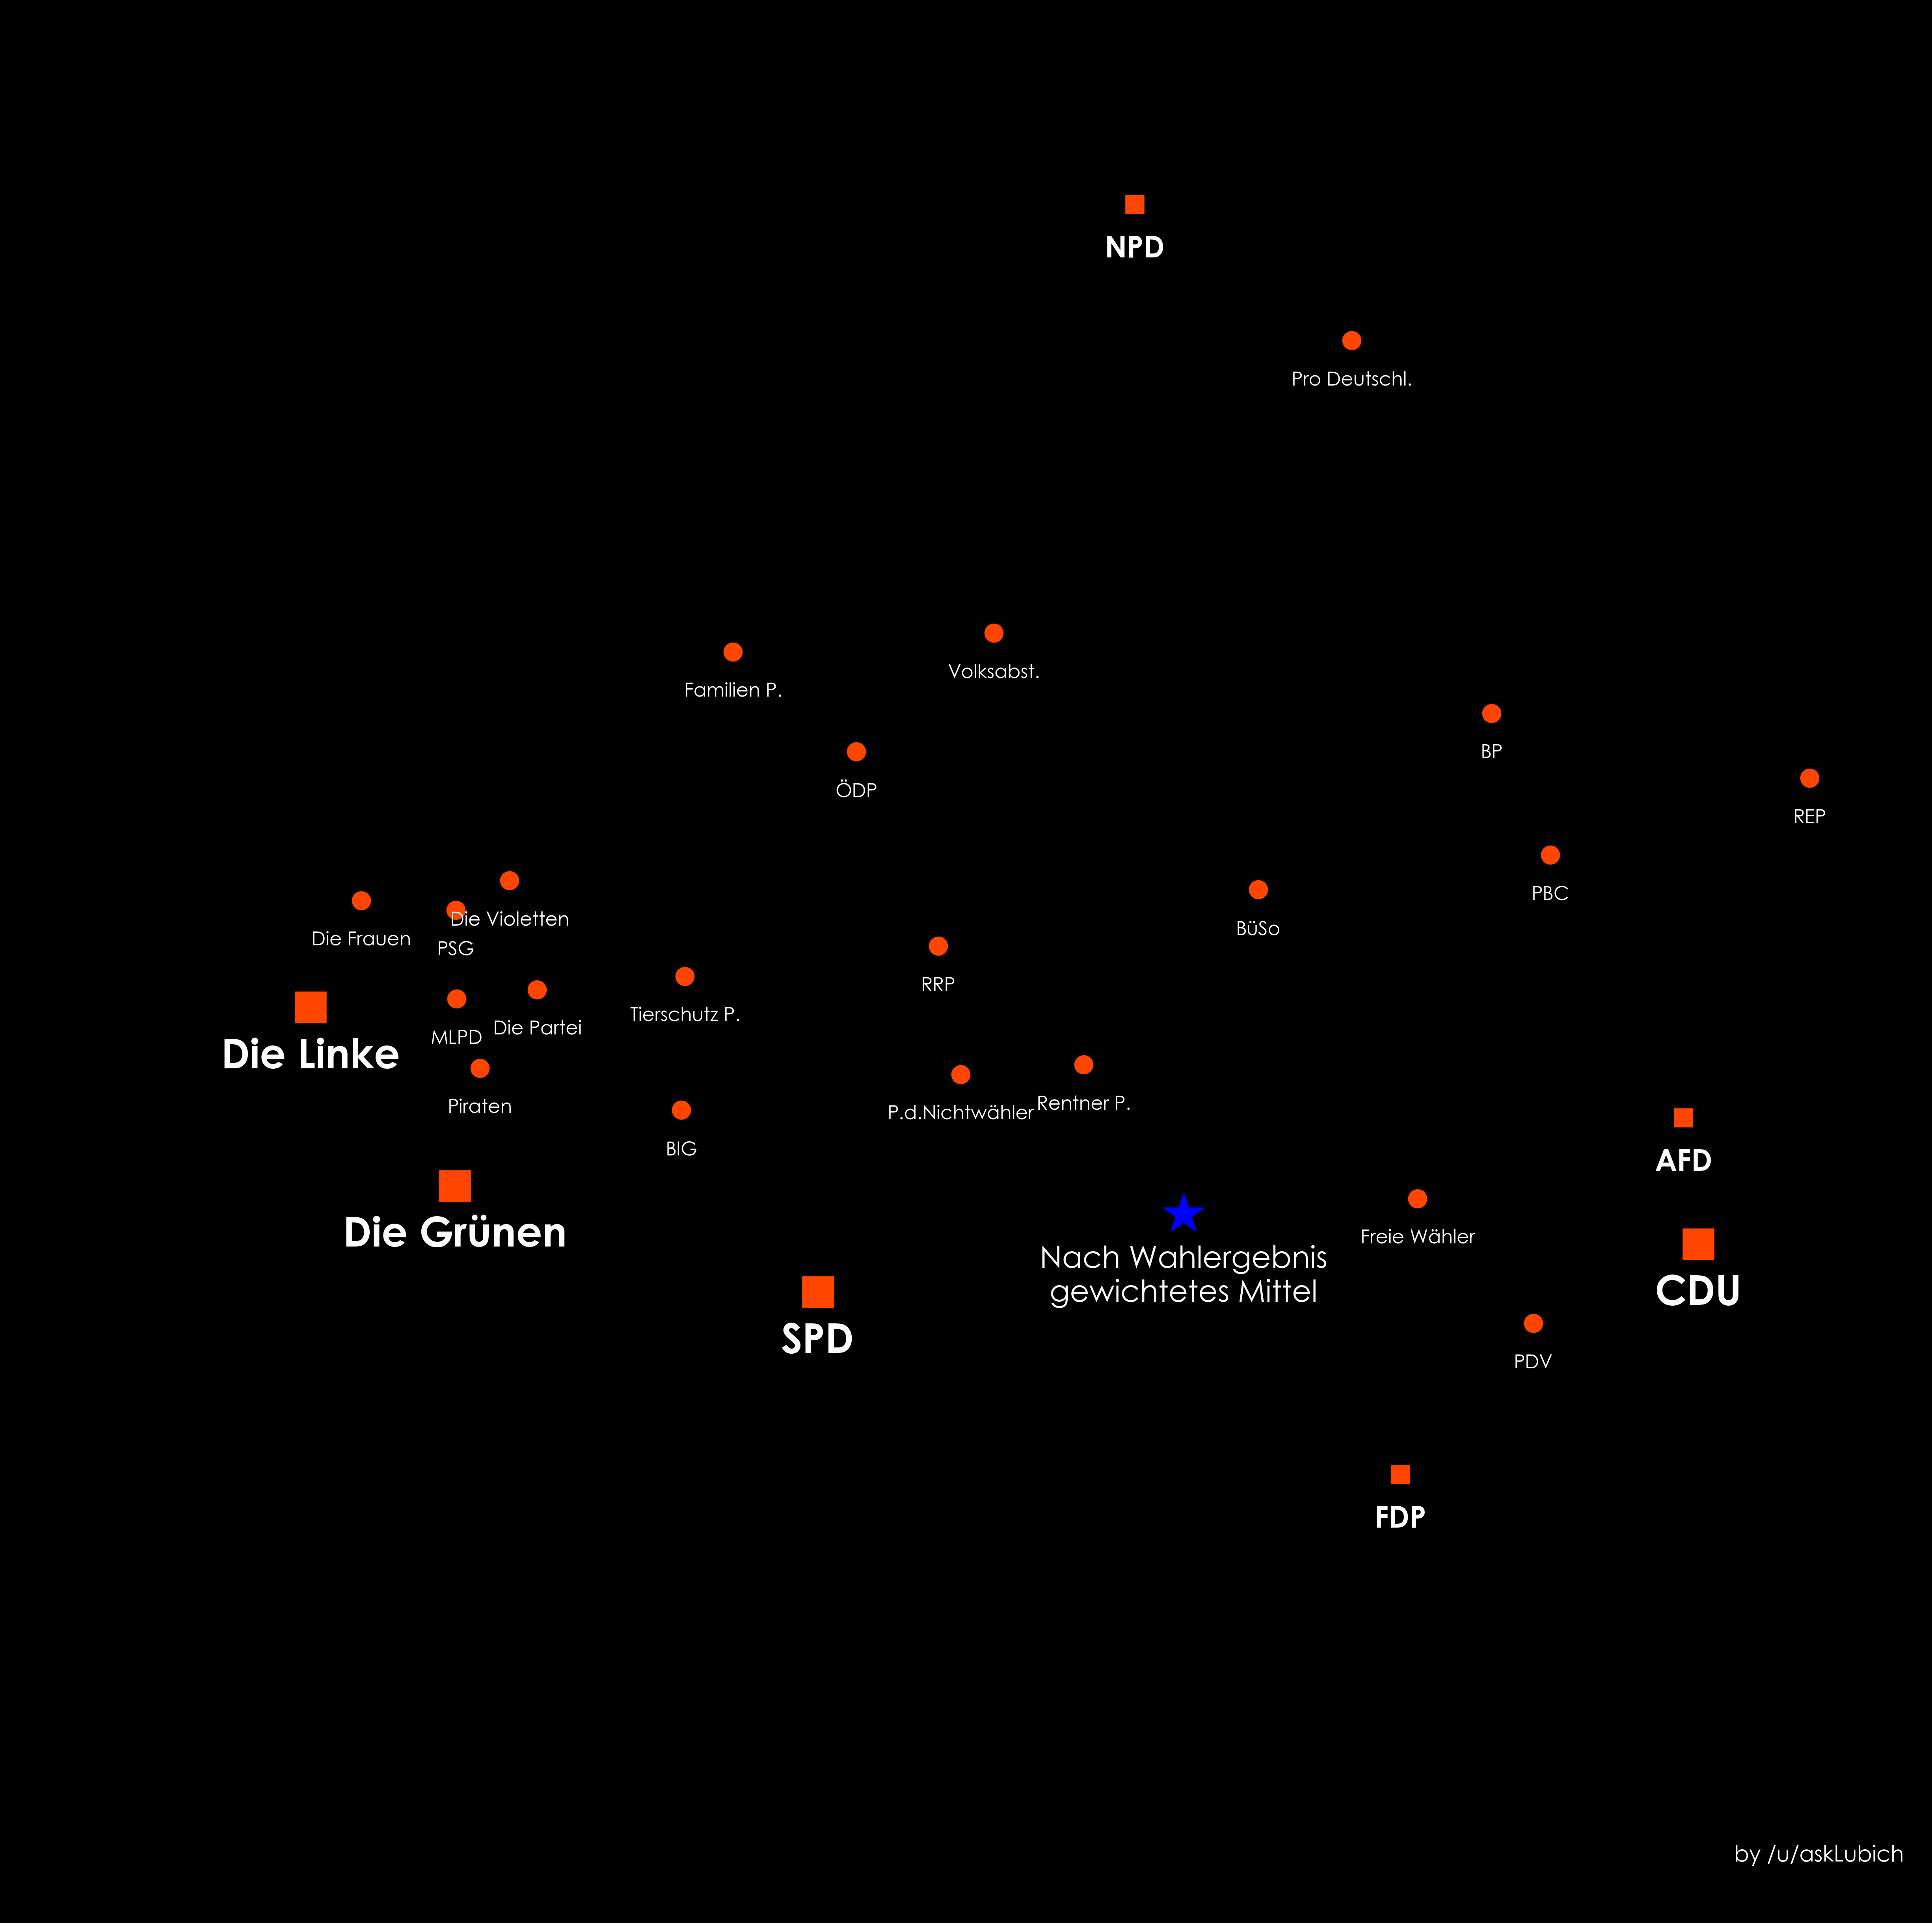 NPD
Pro Deutschl.
Volksabst.
Familien P.
BP
ÖDP
REP
PBC
Die Violetten
BüSo
Die Frauen
PSG
RRP
Tierschutz P.
Die Partei
MLPD
Die Linke
Rentner P.
Piraten
P.d.Nichtwähler
BIG
AFD
Die Grünen
Freie Wähler
Nach Wahlergebnis
gewichtetes Mittel
CDU
SPD
PDV
FDP
by /u/askLubich